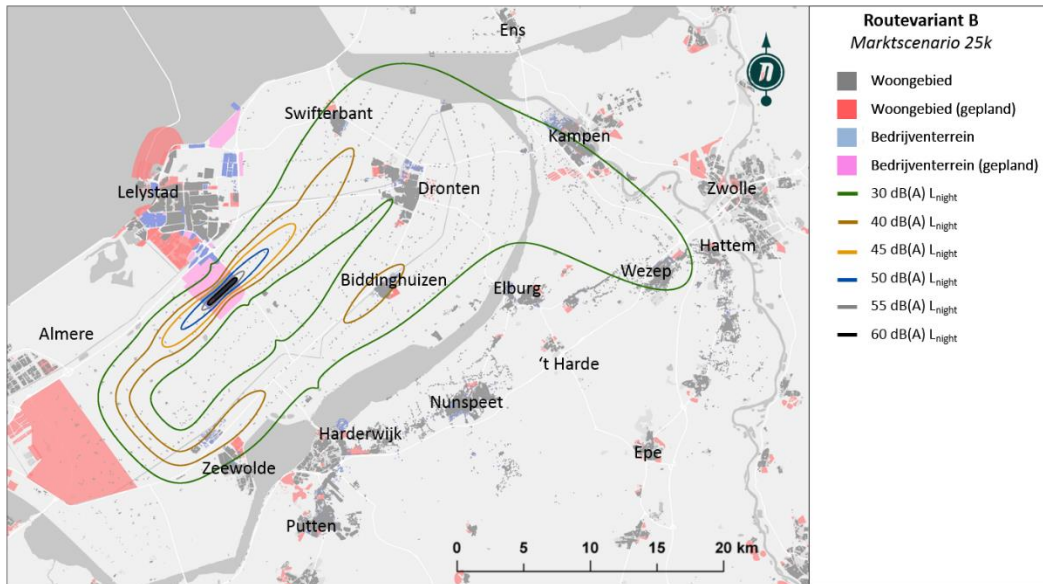 Ens
Swifterbant
Kampen
Lelystad
Dronten
Zwolle
Hattem
Wezep
Biddinghuizen
Elburg
Almere
't Harde
Nunspeet
Harderwijk
Zeewolde
Epe
Putten
0 5 10 15 20 km
Routevariant B
Marktscenario 25k
Woongebied
Woongebied (gepland)
Bedrijventerrein
Bedrijventerrein (gepland)
30 dB(A) Lnight
40 dB(A) Lnight
45 dB(A) Lnight
50 dB(A) Lnight
55 dB(A) Lnight
60 dB(A) Lnight